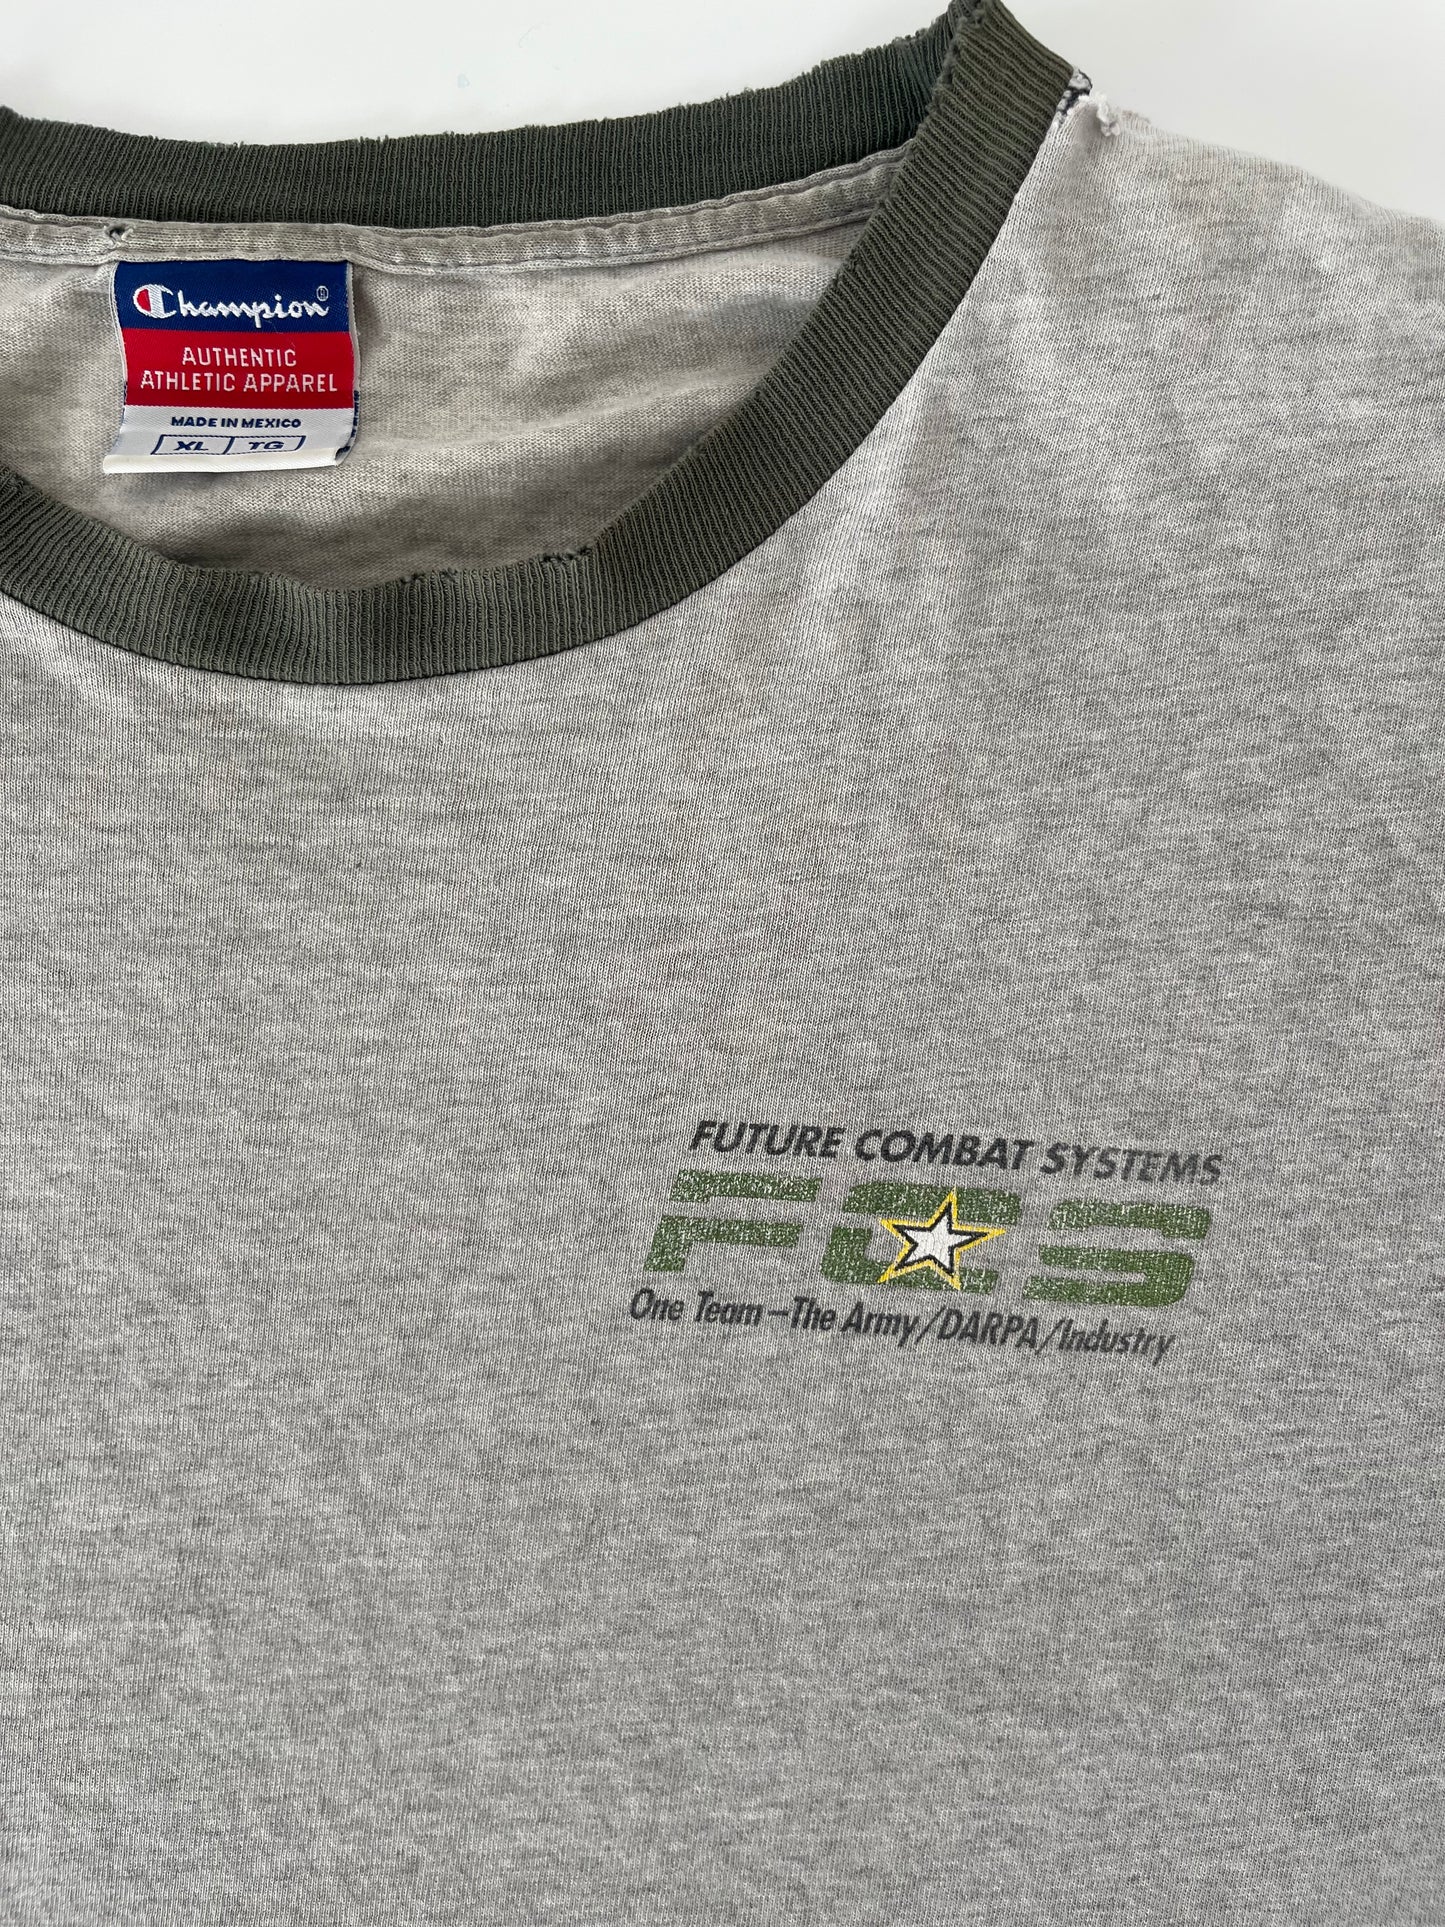 Champion®
AUTHENTIC
ATHLETIC APPAREL
MADE IN MEXICO
XL TG
FUTURE COMBAT SYSTEMS
FCS
One Team–The Army/DARPA/Industry